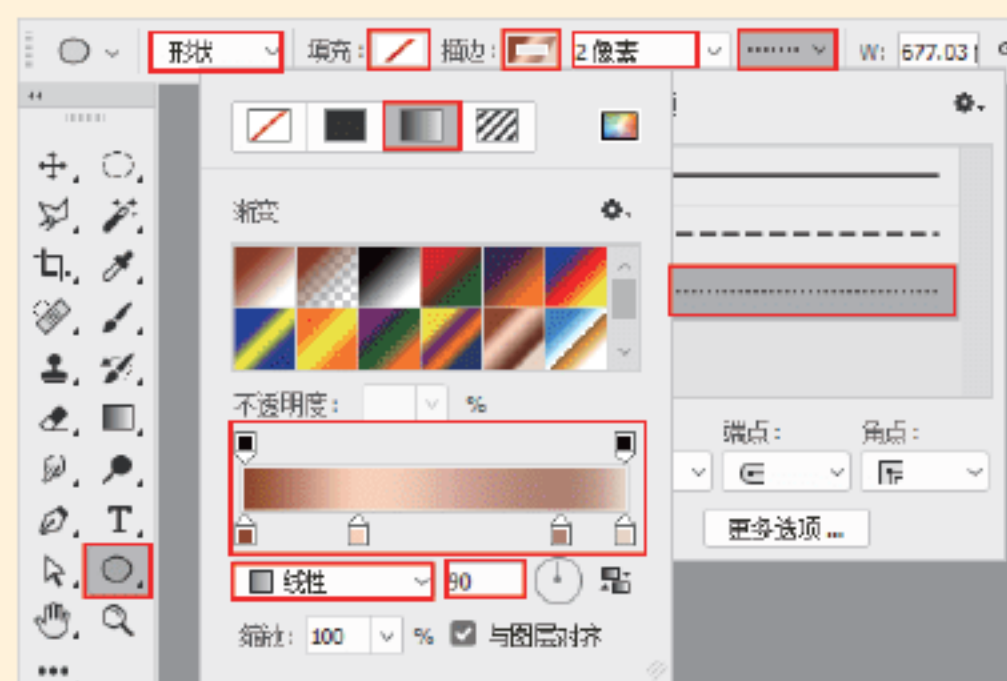 形状 填充: 描边: 2 像素 W: 677.03
渐变
不透明度: %
端点: 角点:
更多选项...
线性 90
缩放: 100 % 与图层对齐